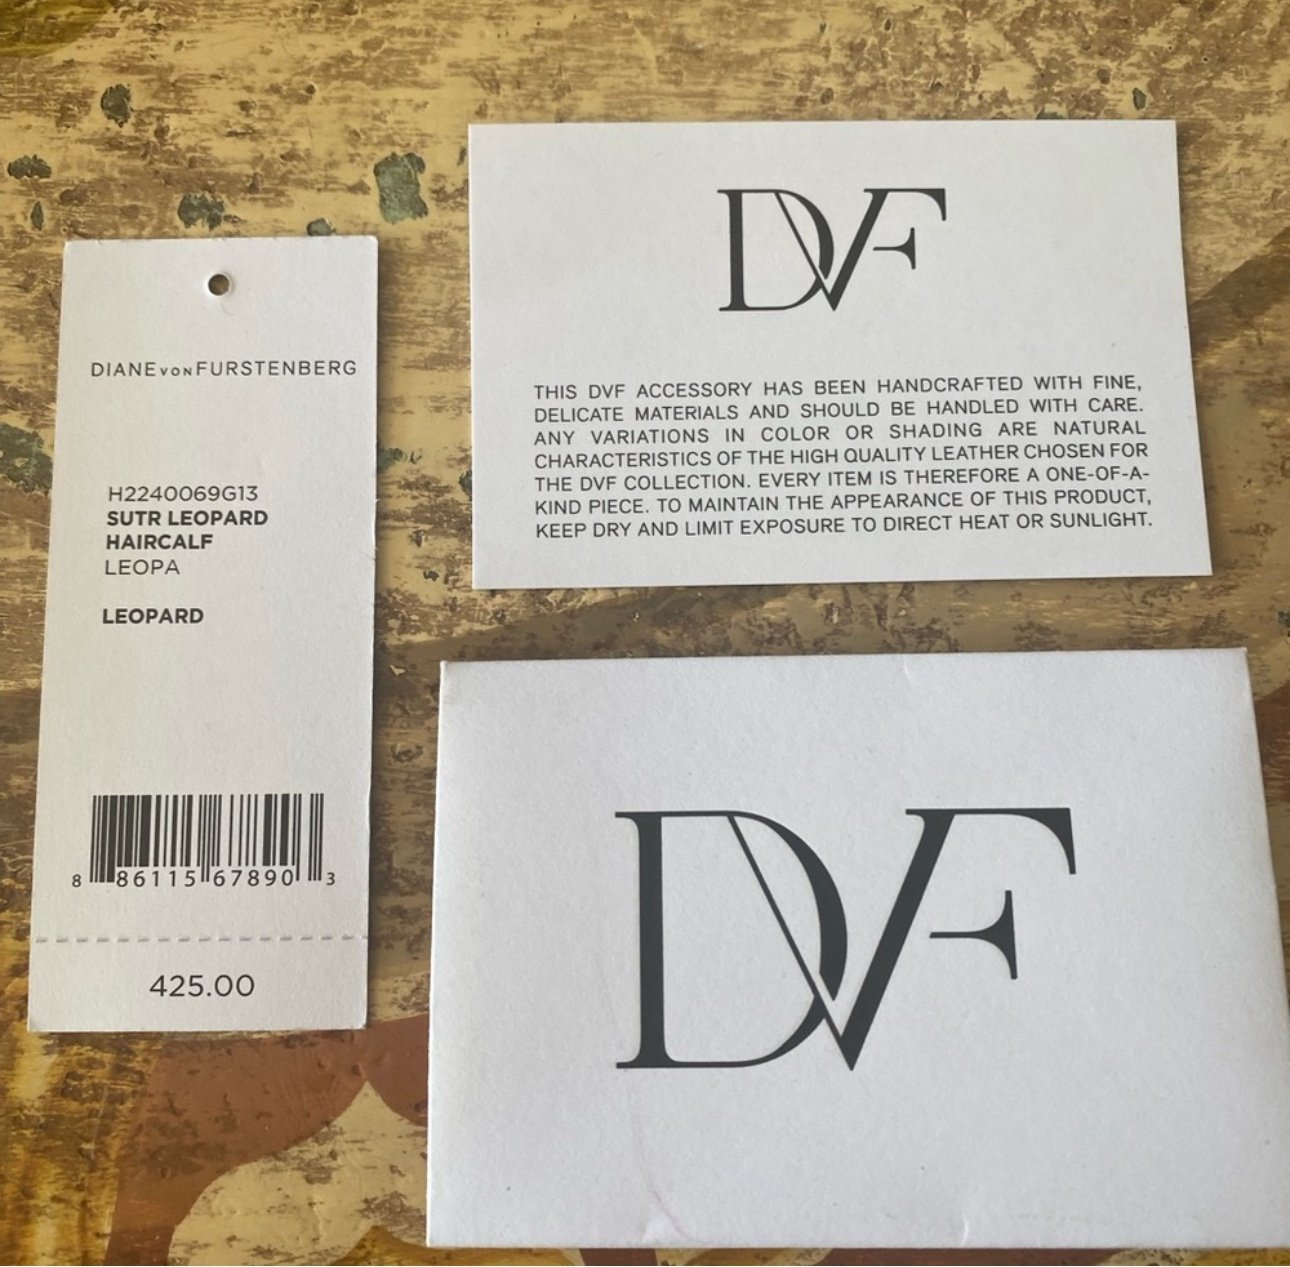 DIANE VON FURSTENBERG
H2240069G13
SUTR LEOPARD
HAIRCALF
LEOPA
LEOPARD
8 86115 67890 3
425.00
DVF
THIS DVF ACCESSORY HAS BEEN HANDCRAFTED WITH FINE,
DELICATE MATERIALS AND SHOULD BE HANDLED WITH CARE.
ANY VARIATIONS IN COLOR OR SHADING ARE NATURAL
CHARACTERISTICS OF THE HIGH QUALITY LEATHER CHOSEN FOR
THE DVF COLLECTION. EVERY ITEM IS THEREFORE A ONE-OF-A-
KIND PIECE. TO MAINTAIN THE APPEARANCE OF THIS PRODUCT,
KEEP DRY AND LIMIT EXPOSURE TO DIRECT HEAT OR SUNLIGHT.
DVF